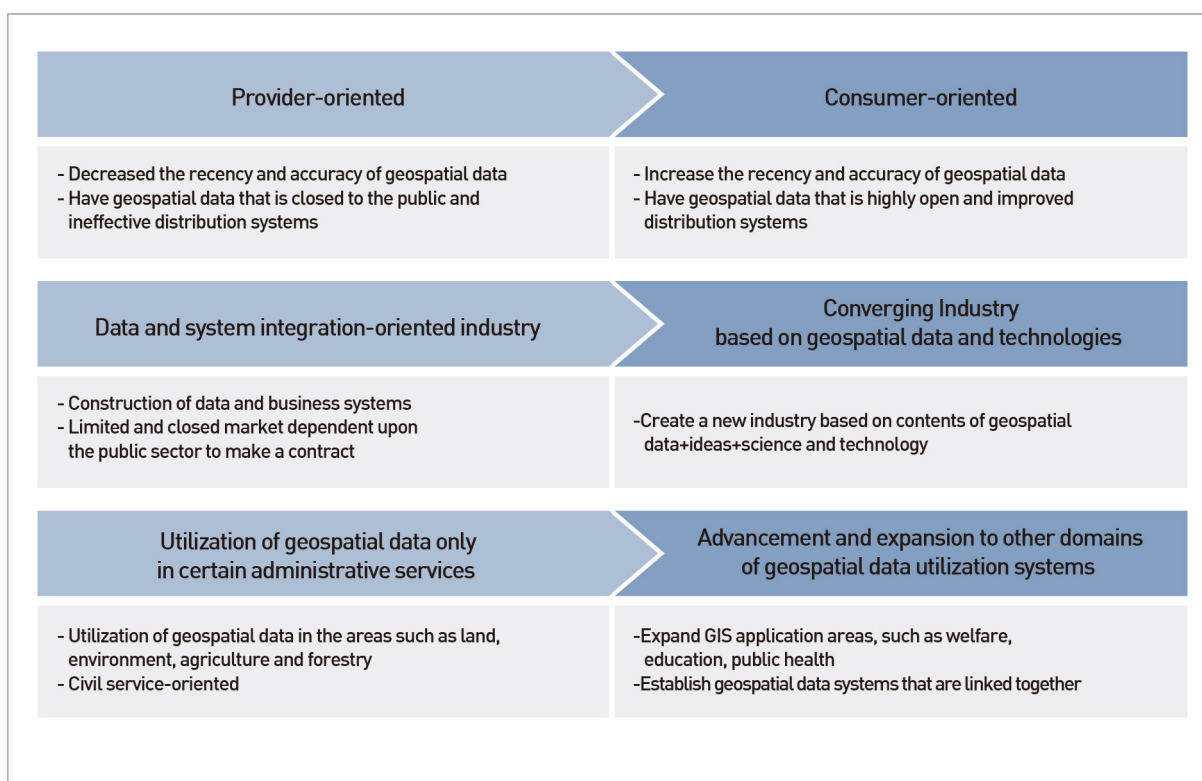 Provider-oriented
Consumer-oriented
- Decreased the recency and accuracy of geospatial data
- Have geospatial data that is closed to the public and
ineffective distribution systems
- Increase the recency and accuracy of geospatial data
- Have geospatial data that is highly open and improved
distribution systems
Data and system integration-oriented industry
Converging Industry
based on geospatial data and technologies
- Construction of data and business systems
- Limited and closed market dependent upon
the public sector to make a contract
-Create a new industry based on contents of geospatial
data+ideas+science and technology
Utilization of geospatial data only
in certain administrative services
Advancement and expansion to other domains
of geospatial data utilization systems
- Utilization of geospatial data in the areas such as land,
environment, agriculture and forestry
- Civil service-oriented
-Expand GIS application areas, such as welfare,
education, public health
-Establish geospatial data systems that are linked together